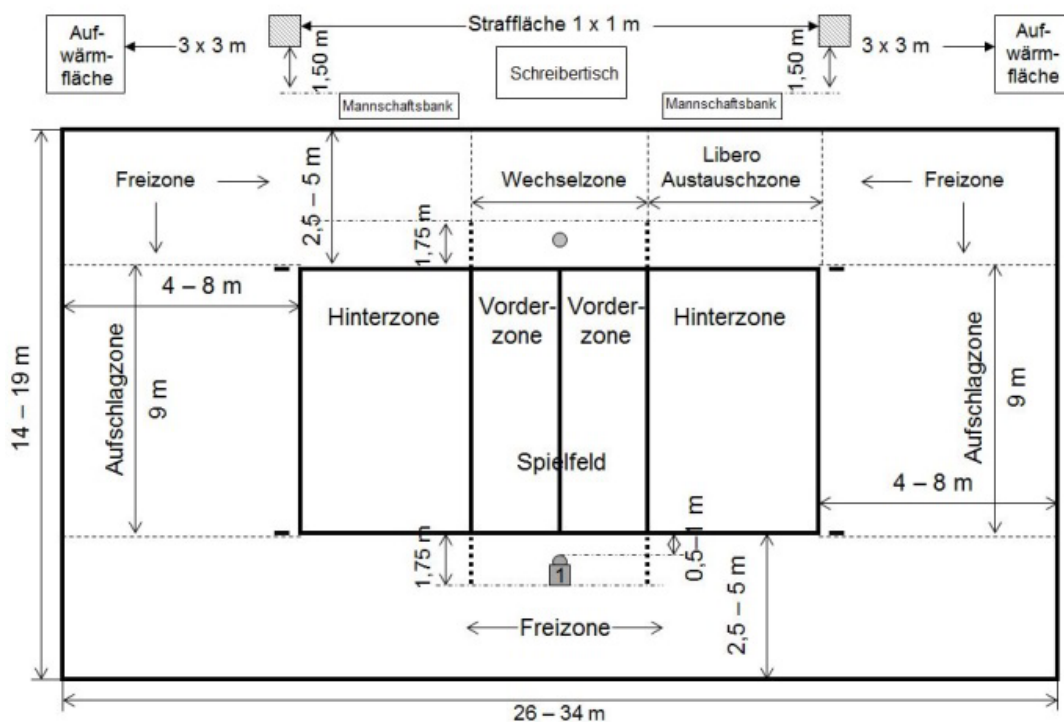 Auf-
wärm-
fläche
3 x 3 m
Straffläche 1 x 1 m
3 x 3 m
Auf-
wärm-
fläche
1,50 m
Schreibertisch
1,50 m
Mannschaftsbank
Mannschaftsbank
Freizone
2,5 – 5 m
Wechselzone
Libero
Austauschzone
Freizone
1,75 m
4 – 8 m
Hinterzone
Vorder-
zone
Vorder-
zone
Hinterzone
14 – 19 m
Aufschlagzone
9 m
Spielfeld
9 m
Aufschlagzone
4 – 8 m
1,75 m
1
0,5–1 m
Freizone
2,5 – 5 m
26 – 34 m